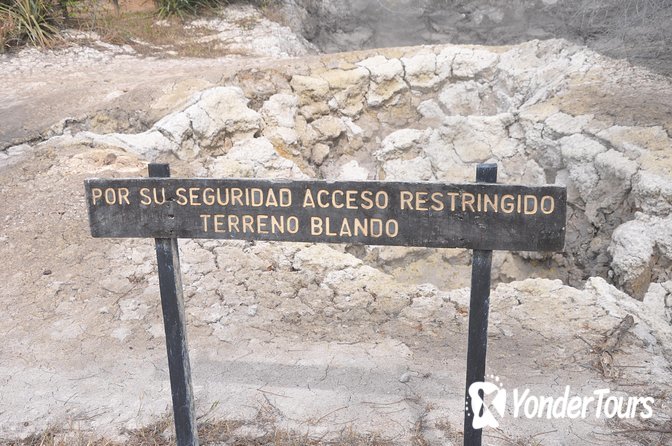 POR SU SEGURIDAD ACCESO RESTRINGIDO
TERRENO BLANDO
YONDERTOURS